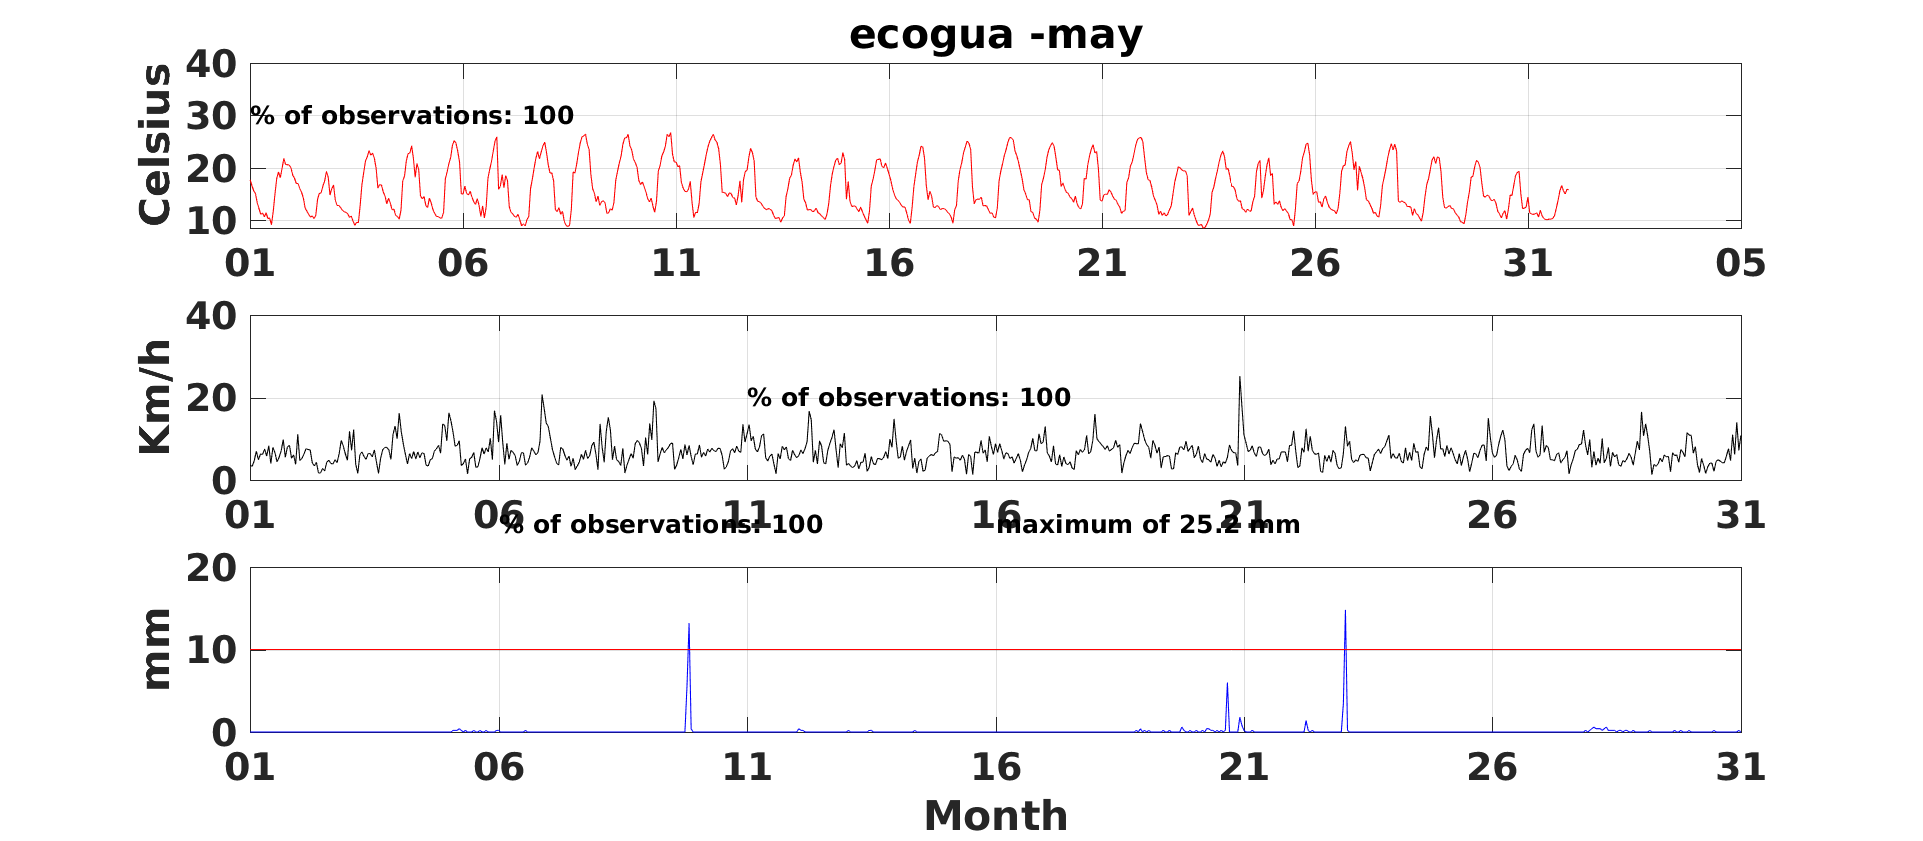 ecogua -may
Celsius
40
30
20
10
% of observations: 100
01 06 11 16 21 26 31 05
Km/h
40
20
0
% of observations: 100
01 06 11 16 21 26 31
% of observations: 100 maximum of 25.2 mm
mm
20
10
0
01 06 11 16 21 26 31
Month